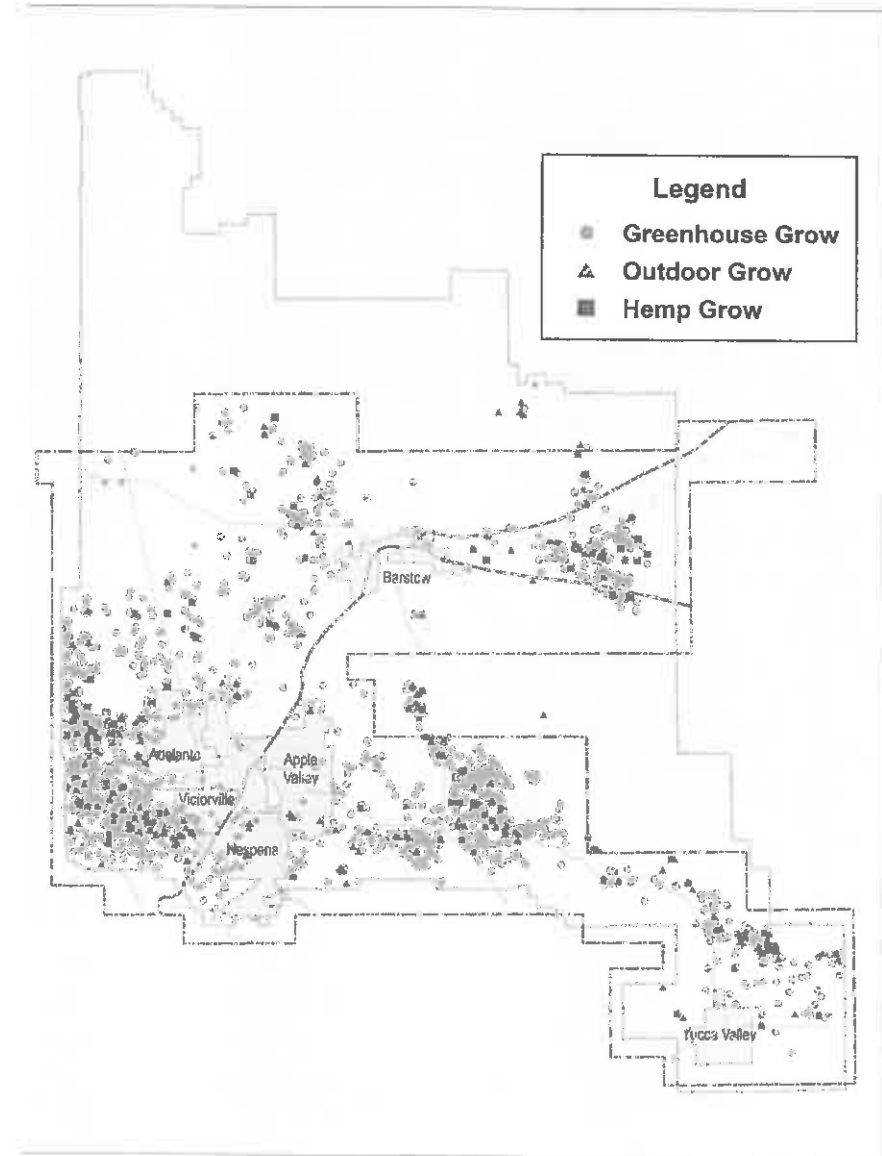 Legend
Greenhouse Grow
Outdoor Grow
Hemp Grow
Barstow
Adelanto
Apple
Valley
Victorville
Hesperia
Yucca Valley